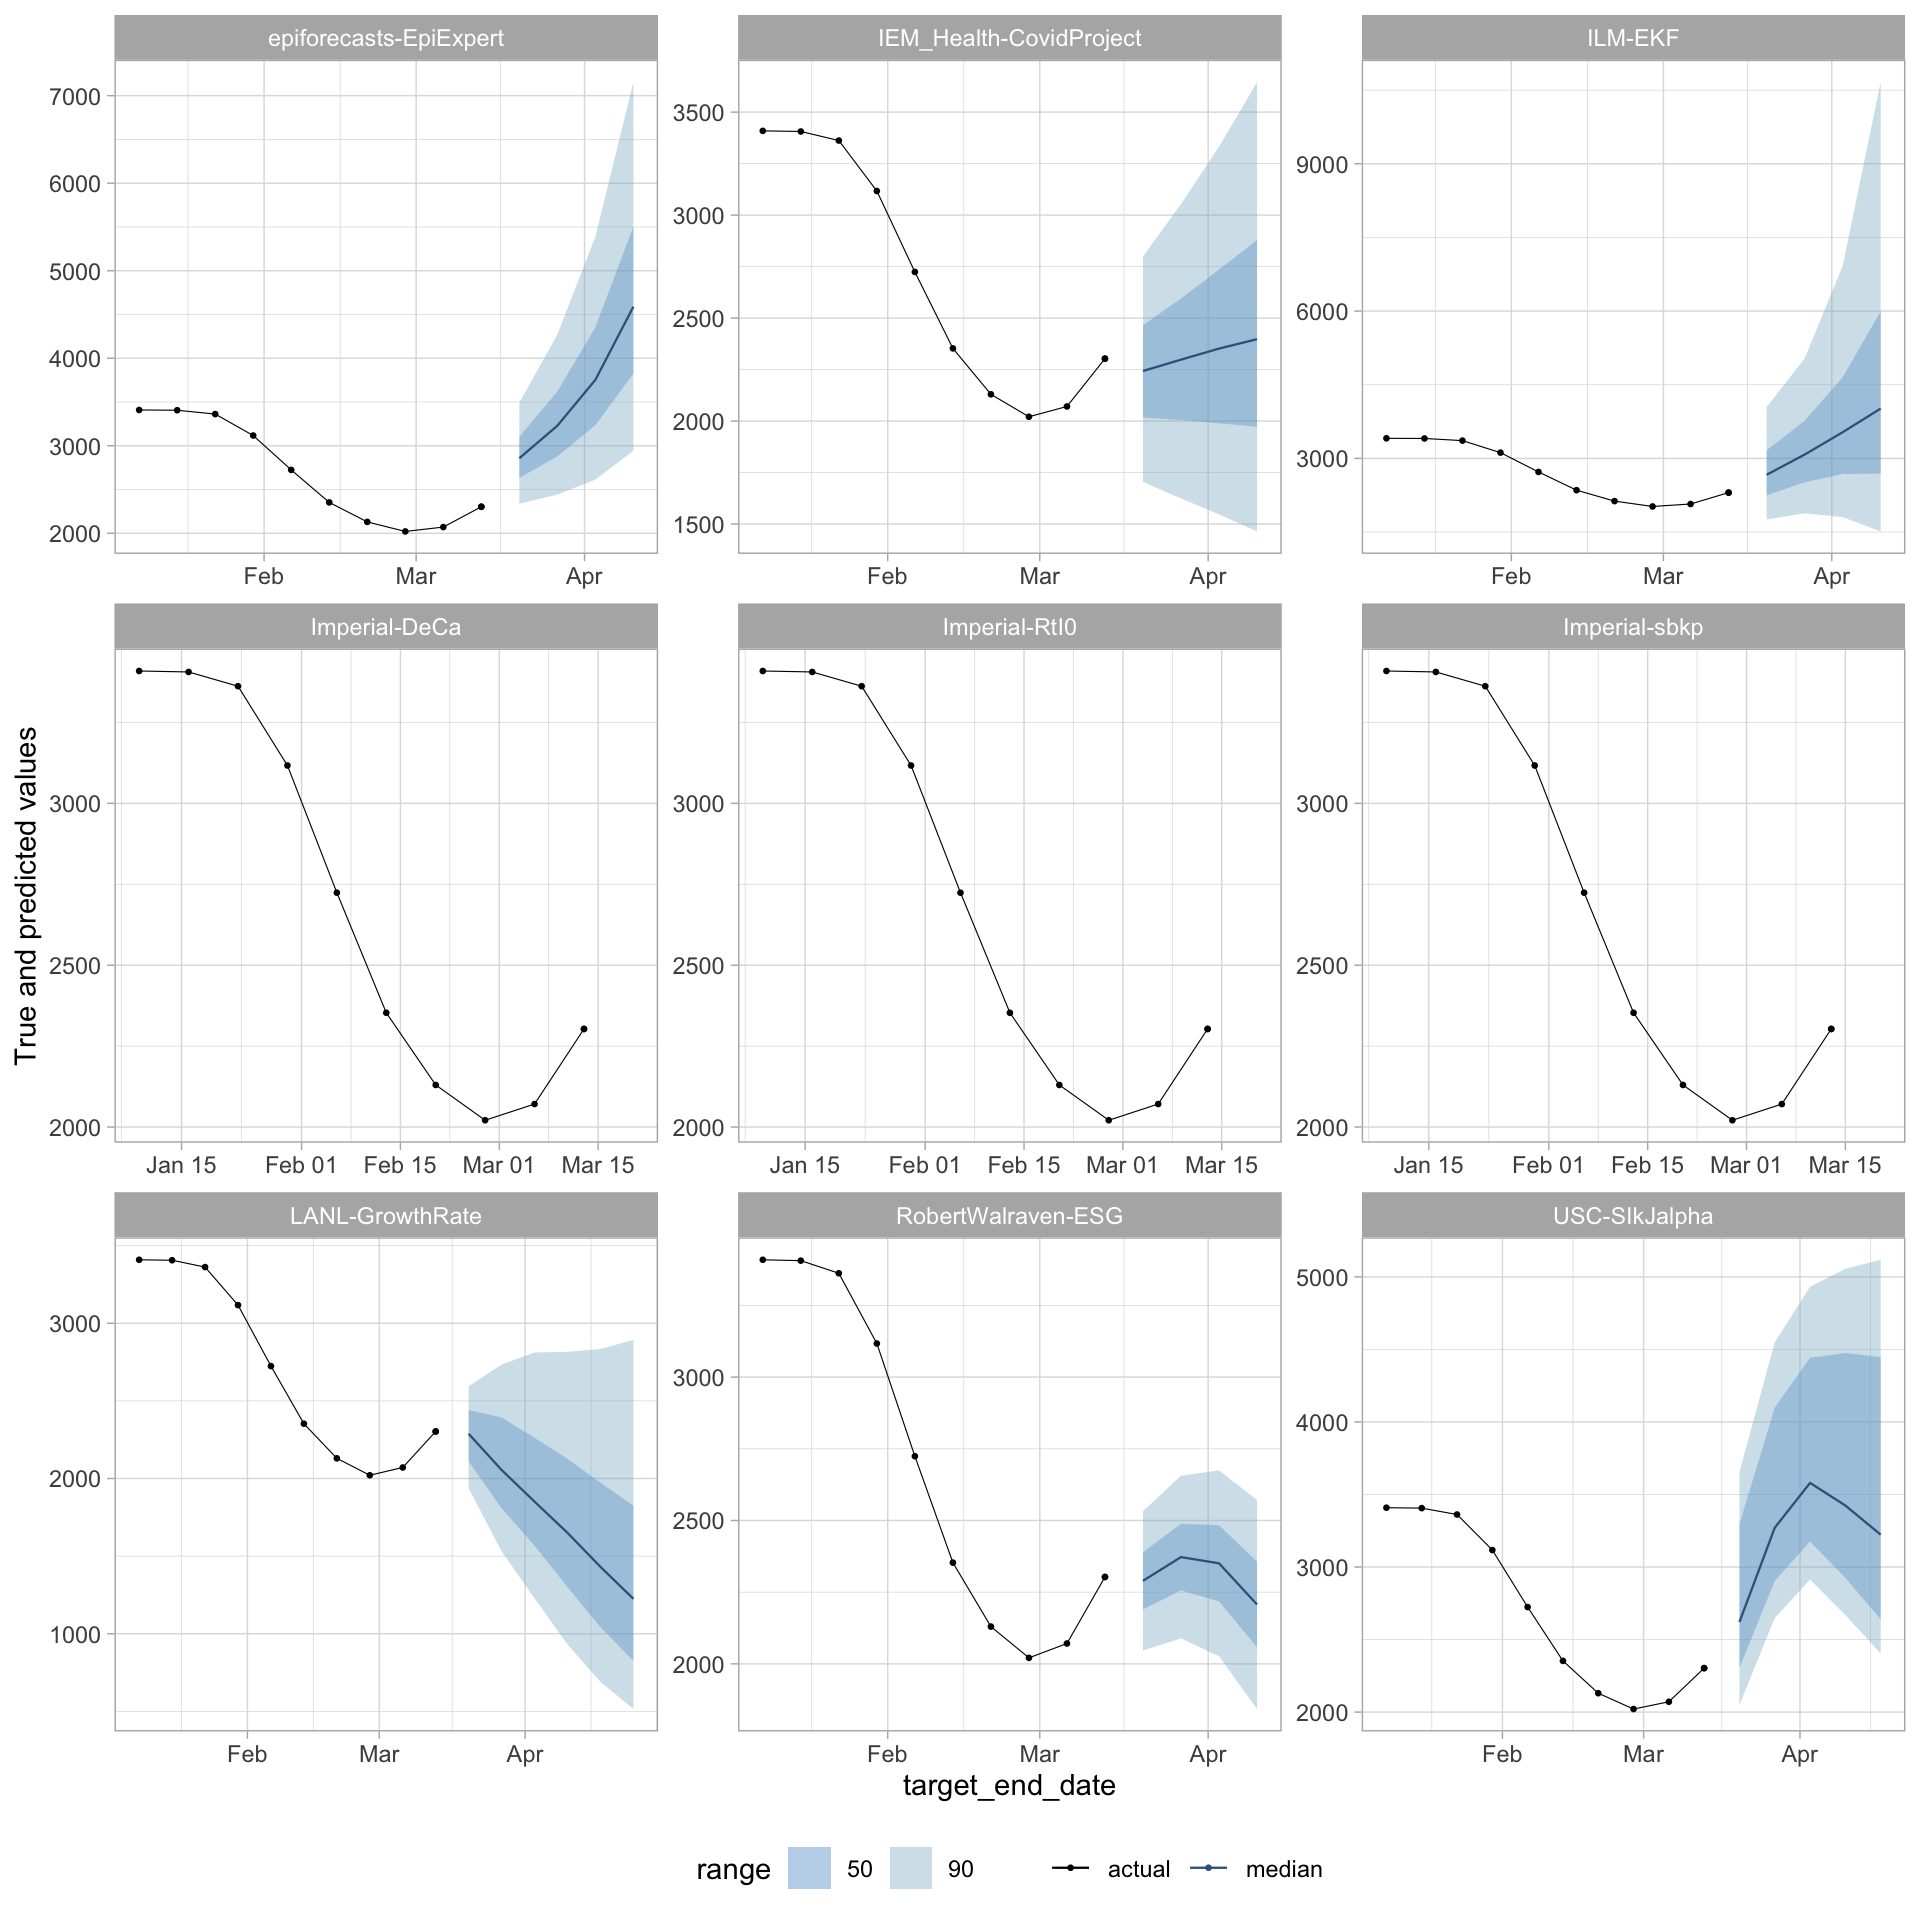 epiforecasts-EpiExpert
IEM_Health-CovidProject
ILM-EKF
7000
6000
5000
4000
3000
2000
3500
3000
2500
2000
1500
9000
6000
3000
Feb Mar Apr
Feb Mar Apr
Feb Mar Apr
Imperial-DeCa
Imperial-RtI0
Imperial-sbkp
True and predicted values
3000
2500
2000
3000
2500
2000
3000
2500
2000
Jan 15 Feb 01 Feb 15 Mar 01 Mar 15
Jan 15 Feb 01 Feb 15 Mar 01 Mar 15
Jan 15 Feb 01 Feb 15 Mar 01 Mar 15
LANL-GrowthRate
RobertWalraven-ESG
USC-SIkJalpha
3000
2000
1000
3000
2500
2000
5000
4000
3000
2000
Feb Mar Apr
Feb Mar Apr
Feb Mar Apr
target_end_date
range 50 90 actual median